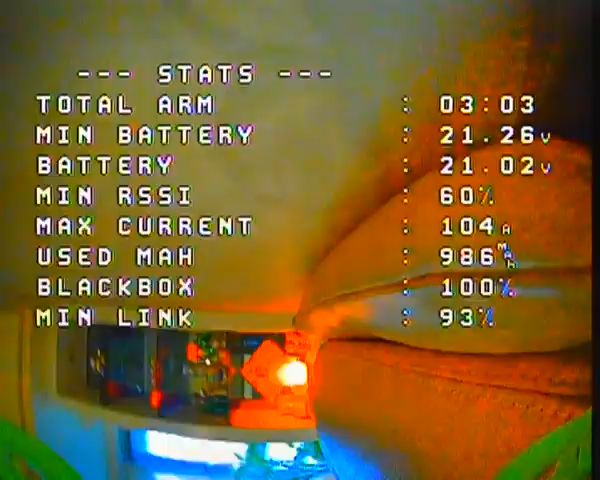 --- STATS ---
TOTAL ARM : 03:03
MIN BATTERY : 21.26V
BATTERY : 21.02V
MIN RSSI : 60%
MAX CURRENT : 104A
USED MAH : 986MAH
BLACKBOX : 100%
MIN LINK : 93%